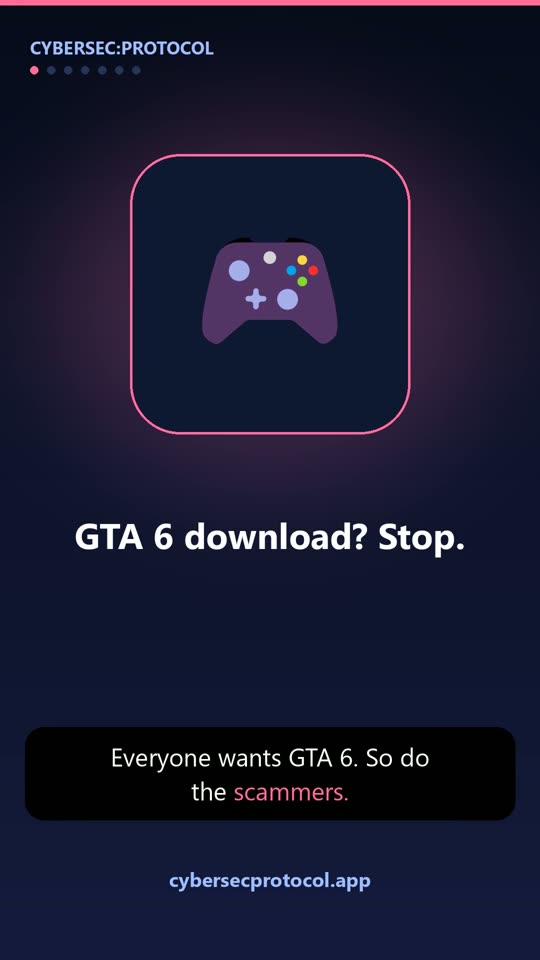 CYBERSEC:PROTOCOL
GTA 6 download? Stop.
Everyone wants GTA 6. So do
the scammers.
cybersecprotocol.app